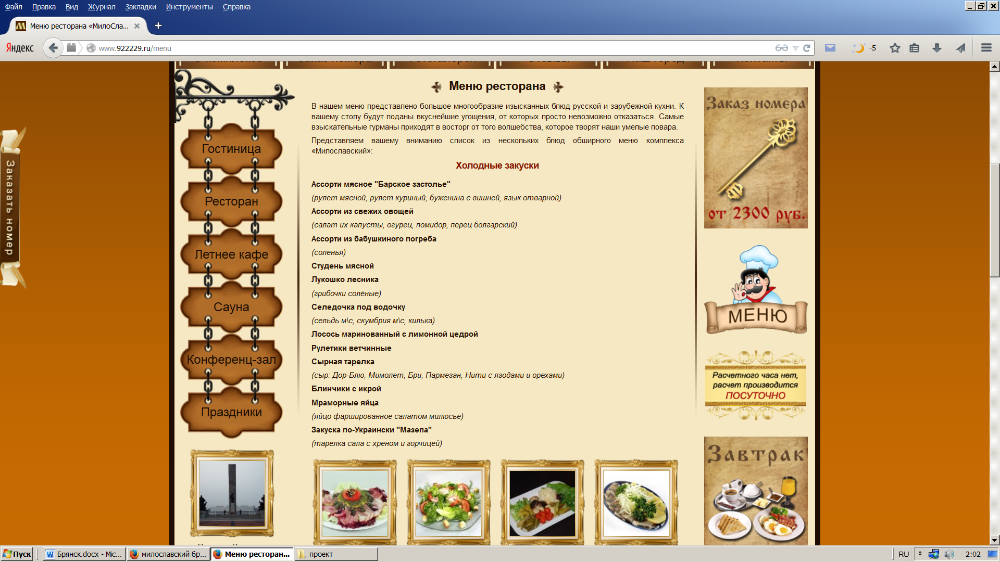 Файл Правка Вид Журнал Закладки Инструменты Справка
Меню ресторана «МилоСла...
Яндекс
www.922229.ru/menu
-5
Меню ресторана
В нашем меню представлено большое многообразие изысканных блюд русской и зарубежной кухни. К
вашему столу будут поданы вкуснейшие угощения, от которых просто невозможно отказаться. Самые
взыскательные гурманы приходят в восторг от того волшебства, которое творят наши умелые повара.
Представляем вашему вниманию список из нескольких блюд обширного меню комплекса
«Милославский»:
Холодные закуски
Ассорти мясное "Барское застолье"
(рулет мясной, рулет куриный, буженина с вишней, язык отварной)
Ассорти из свежих овощей
(салат их капусты, огурец, помидор, перец болгарский)
Ассорти из бабушкиного погреба
(соленья)
Студень мясной
Лукошко лесника
(грибочки солёные)
Селедочка под водочку
(сельдь м\с, скумбрия м\с, килька)
Лосось маринованный с лимонной цедрой
Рулетики ветчинные
Сырная тарелка
(сыр: Дор-Блю, Мимолет, Бри, Пармезан, Нити с ягодами и орехами)
Блинчики с икрой
Мраморные яйца
(яйцо фаршированное салатом милюсье)
Закуска по-Украински "Мазепа"
(тарелка сала с хреном и горчицей)
Гостиница
Ресторан
Летнее кафе
Сауна
Конференц-зал
Праздники
Заказать номер
Заказ номера
от 2300 руб.
МЕНЮ
Расчетного часа нет,
расчет производится
ПОСУТОЧНО
Завтрак
Пуск
Брянск.docx - Mic...
милославский бр...
Меню ресторан...
проект
RU
2:02